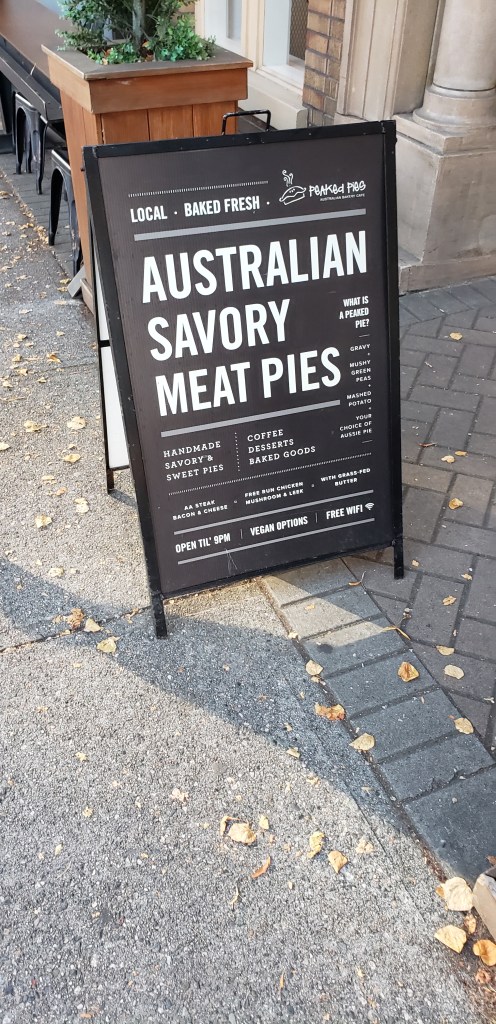 LOCAL · BAKED FRESH ·
PEAKED PIES
AUSTRALIAN BAKERY CAFE
AUSTRALIAN
SAVORY
MEAT PIES
WHAT IS
A PEAKED
PIE?
GRAVY
+
MUSHY
GREEN
PEAS
+
MASHED
POTATO
+
YOUR
CHOICE OF
AUSSIE PIE
HANDMADE
SAVORY &
SWEET PIES
COFFEE
DESSERTS
BAKED GOODS
AA STEAK
BACON & CHEESE
FREE RUN CHICKEN
MUSHROOM & LEEK
WITH GRASS-FED
BUTTER
OPEN TIL' 9PM | VEGAN OPTIONS | FREE WIFI